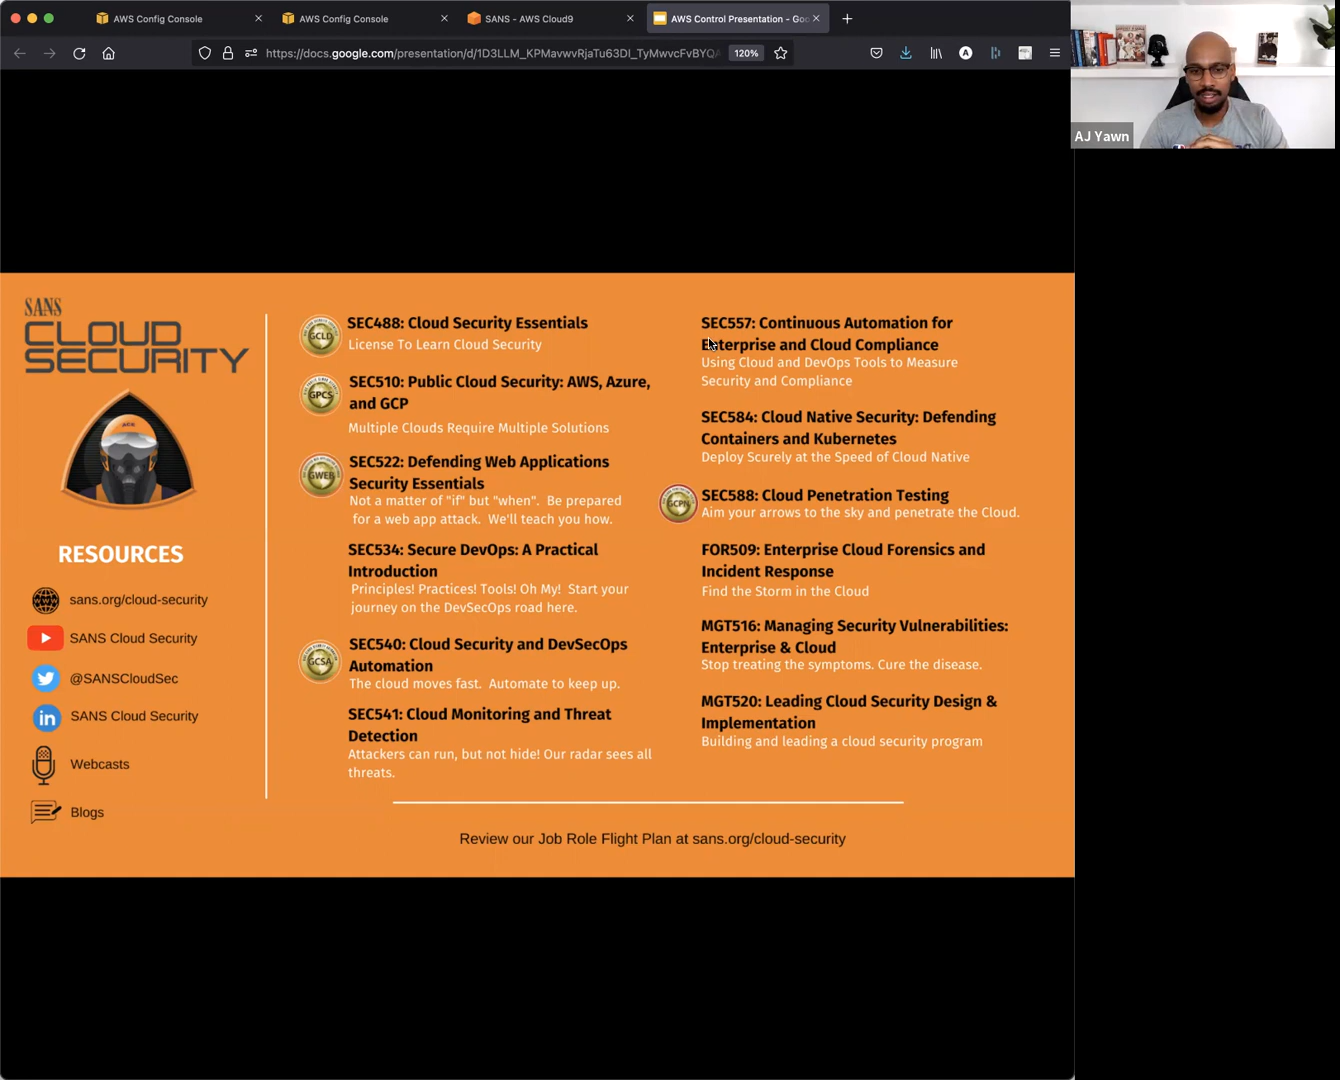 AWS Config Console
AWS Config Console
SANS - AWS Cloud9
AWS Control Presentation - Goo
https://docs.google.com/presentation/d/1D3LLM_KPMavwvRjaTu63DI_TyMwvcFvBYQA
120%
AJ Yawn
SANS
CLOUD
SECURITY
RESOURCES
sans.org/cloud-security
SANS Cloud Security
@SANSCloudSec
SANS Cloud Security
Webcasts
Blogs
GCLD
SEC488: Cloud Security Essentials
License To Learn Cloud Security
GPCS
SEC510: Public Cloud Security: AWS, Azure,
and GCP
Multiple Clouds Require Multiple Solutions
GWEB
SEC522: Defending Web Applications
Security Essentials
Not a matter of "if" but "when". Be prepared
for a web app attack. We'll teach you how.
SEC534: Secure DevOps: A Practical
Introduction
Principles! Practices! Tools! Oh My! Start your
journey on the DevSecOps road here.
GCSA
SEC540: Cloud Security and DevSecOps
Automation
The cloud moves fast. Automate to keep up.
SEC541: Cloud Monitoring and Threat
Detection
Attackers can run, but not hide! Our radar sees all
threats.
SEC557: Continuous Automation for
Enterprise and Cloud Compliance
Using Cloud and DevOps Tools to Measure
Security and Compliance
SEC584: Cloud Native Security: Defending
Containers and Kubernetes
Deploy Scurely at the Speed of Cloud Native
GCPN
SEC588: Cloud Penetration Testing
Aim your arrows to the sky and penetrate the Cloud.
FOR509: Enterprise Cloud Forensics and
Incident Response
Find the Storm in the Cloud
MGT516: Managing Security Vulnerabilities:
Enterprise & Cloud
Stop treating the symptoms. Cure the disease.
MGT520: Leading Cloud Security Design &
Implementation
Building and leading a cloud security program
Review our Job Role Flight Plan at sans.org/cloud-security